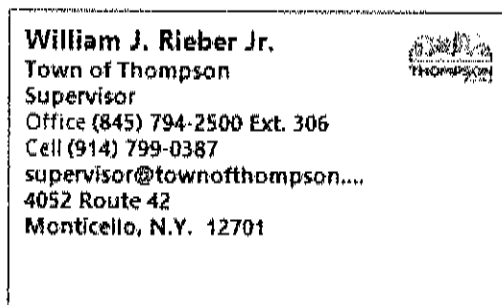 William J. Rieber Jr.
THOMPSON
Town of Thompson
Supervisor
Office (845) 794-2500 Ext. 306
Cell (914) 799-0387
supervisor@townofthompson....
4052 Route 42
Monticello, N.Y. 12701